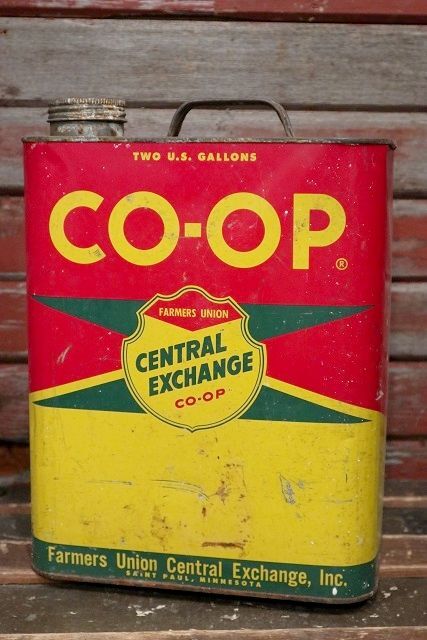 TWO U.S. GALLONS
CO-OP®
FARMERS UNION
CENTRAL
EXCHANGE
CO-OP
Farmers Union Central Exchange, Inc.
SAINT PAUL, MINNESOTA